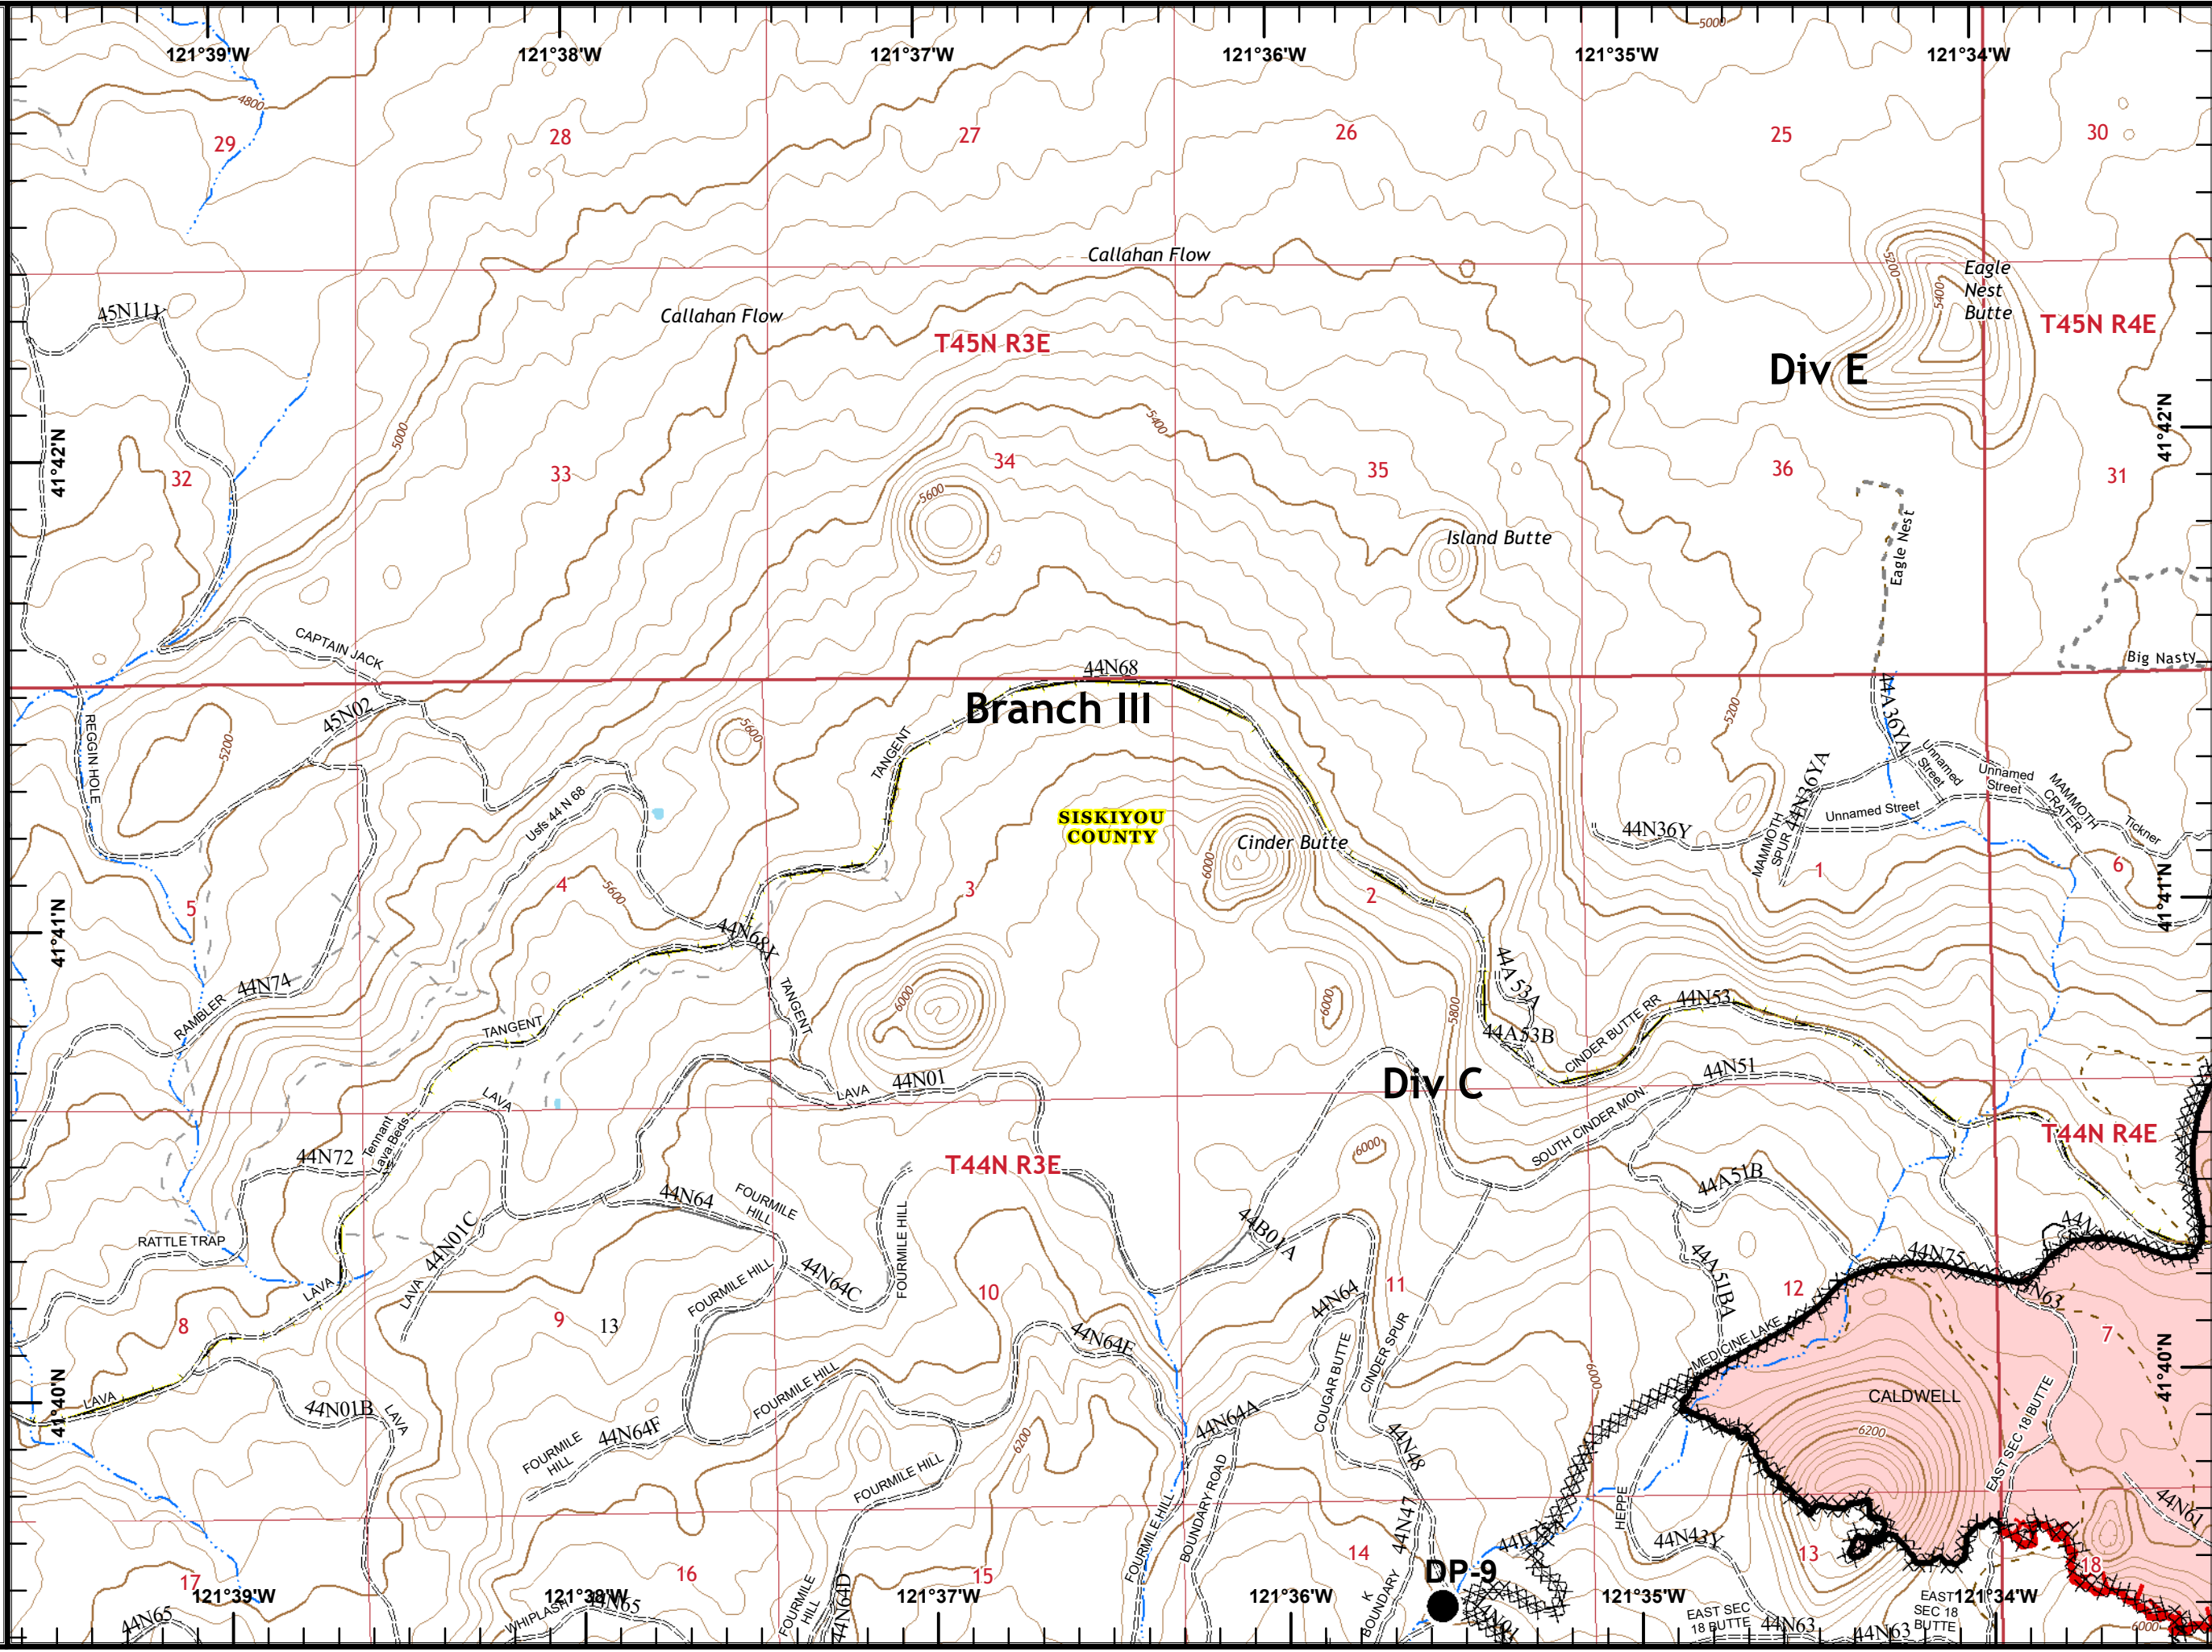 121°39'W
121°38'W
121°37'W
121°36'W
121°35'W
121°34'W
5000
4800
29
28
27
26
25
30
Callahan Flow
5200
Eagle
Nest
Butte
5400
45N11Y
Callahan Flow
T45N R3E
T45N R4E
Div E
5000
5400
41°42'N
41°42'N
32
33
34
35
36
31
5600
Island Butte
Eagle Nest
CAPTAIN JACK
Big Nasty
44N68
44A36YA
45N02
Branch III
5200
REGGIN HOLE
5200
5600
TANGENT
Unnamed
Street
Unnamed
Street
MAMMOTH
CRATER
Usfs 44 N 68
44N36YA
SISKIYOU
COUNTY
Unnamed Street
Tickner
44N36Y
MAMMOTH
SPUR
Cinder Butte
6000
4
5600
3
2
1
6
5
41°41'N
41°41'N
44N68Y
44A53A
44N74
RAMBLER
TANGENT
6000
6000
5800
44N53
CINDER BUTTE RR
TANGENT
44A53B
44N51
LAVA
44N01
LAVA
Div C
SOUTH CINDER MON.
Tennant
Lava-Beds
T44N R4E
44N72
6000
T44N R3E
44A51B
44N64
FOURMILE
HILL
44B01A
RATTLE TRAP
44N01C
FOURMILE HILL
44N75
44A51BA
LAVA
LAVA
FOURMILE HILL
44N64C
10
11
12
44N64
8
9
13
7
CINDER SPUR
MEDICINE LAKE
44N64E
COUGAR BUTTE
41°40'N
41°40'N
6000
LAVA
44N01B
LAVA
FOURMILE HILL
CALDWELL
44N64A
44N64F
FOURMILE
HILL
6200
44N48
6200
EAST SEC 18 BUTTE
FOURMILE HILL
BOUNDARY ROAD
FOURMILE HILL
HEPPE
44N47
44N61
44N43Y
14
13
18
17
16
15
DP-9
121°39'W
121°38'W
121°37'W
121°36'W
121°35'W
121°34'W
44N65
WHIPLASH
FOURMILE
HILL
44N64D
K
BOUNDARY
EAST SEC
18 BUTTE
44N63
44N63
EAST
SEC 18
BUTTE
6000